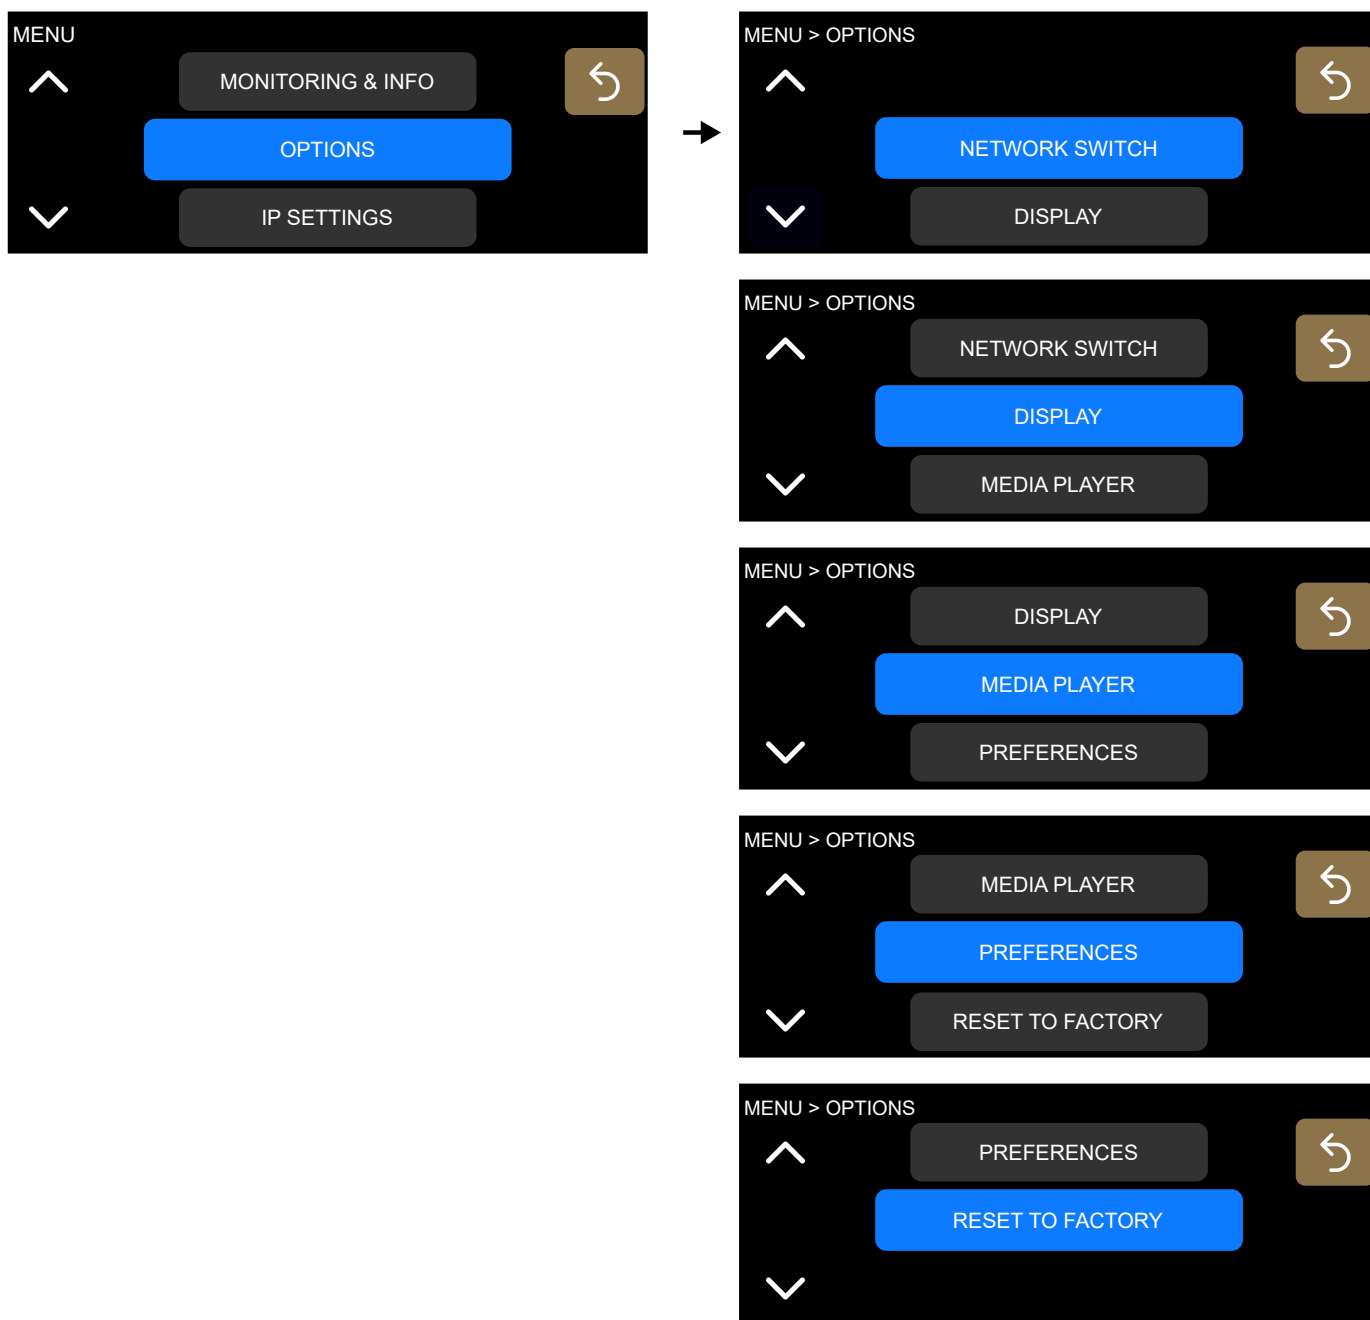 MENU
MONITORING & INFO
OPTIONS
IP SETTINGS
MENU > OPTIONS
NETWORK SWITCH
DISPLAY
MENU > OPTIONS
NETWORK SWITCH
DISPLAY
MEDIA PLAYER
MENU > OPTIONS
DISPLAY
MEDIA PLAYER
PREFERENCES
MENU > OPTIONS
MEDIA PLAYER
PREFERENCES
RESET TO FACTORY
MENU > OPTIONS
PREFERENCES
RESET TO FACTORY